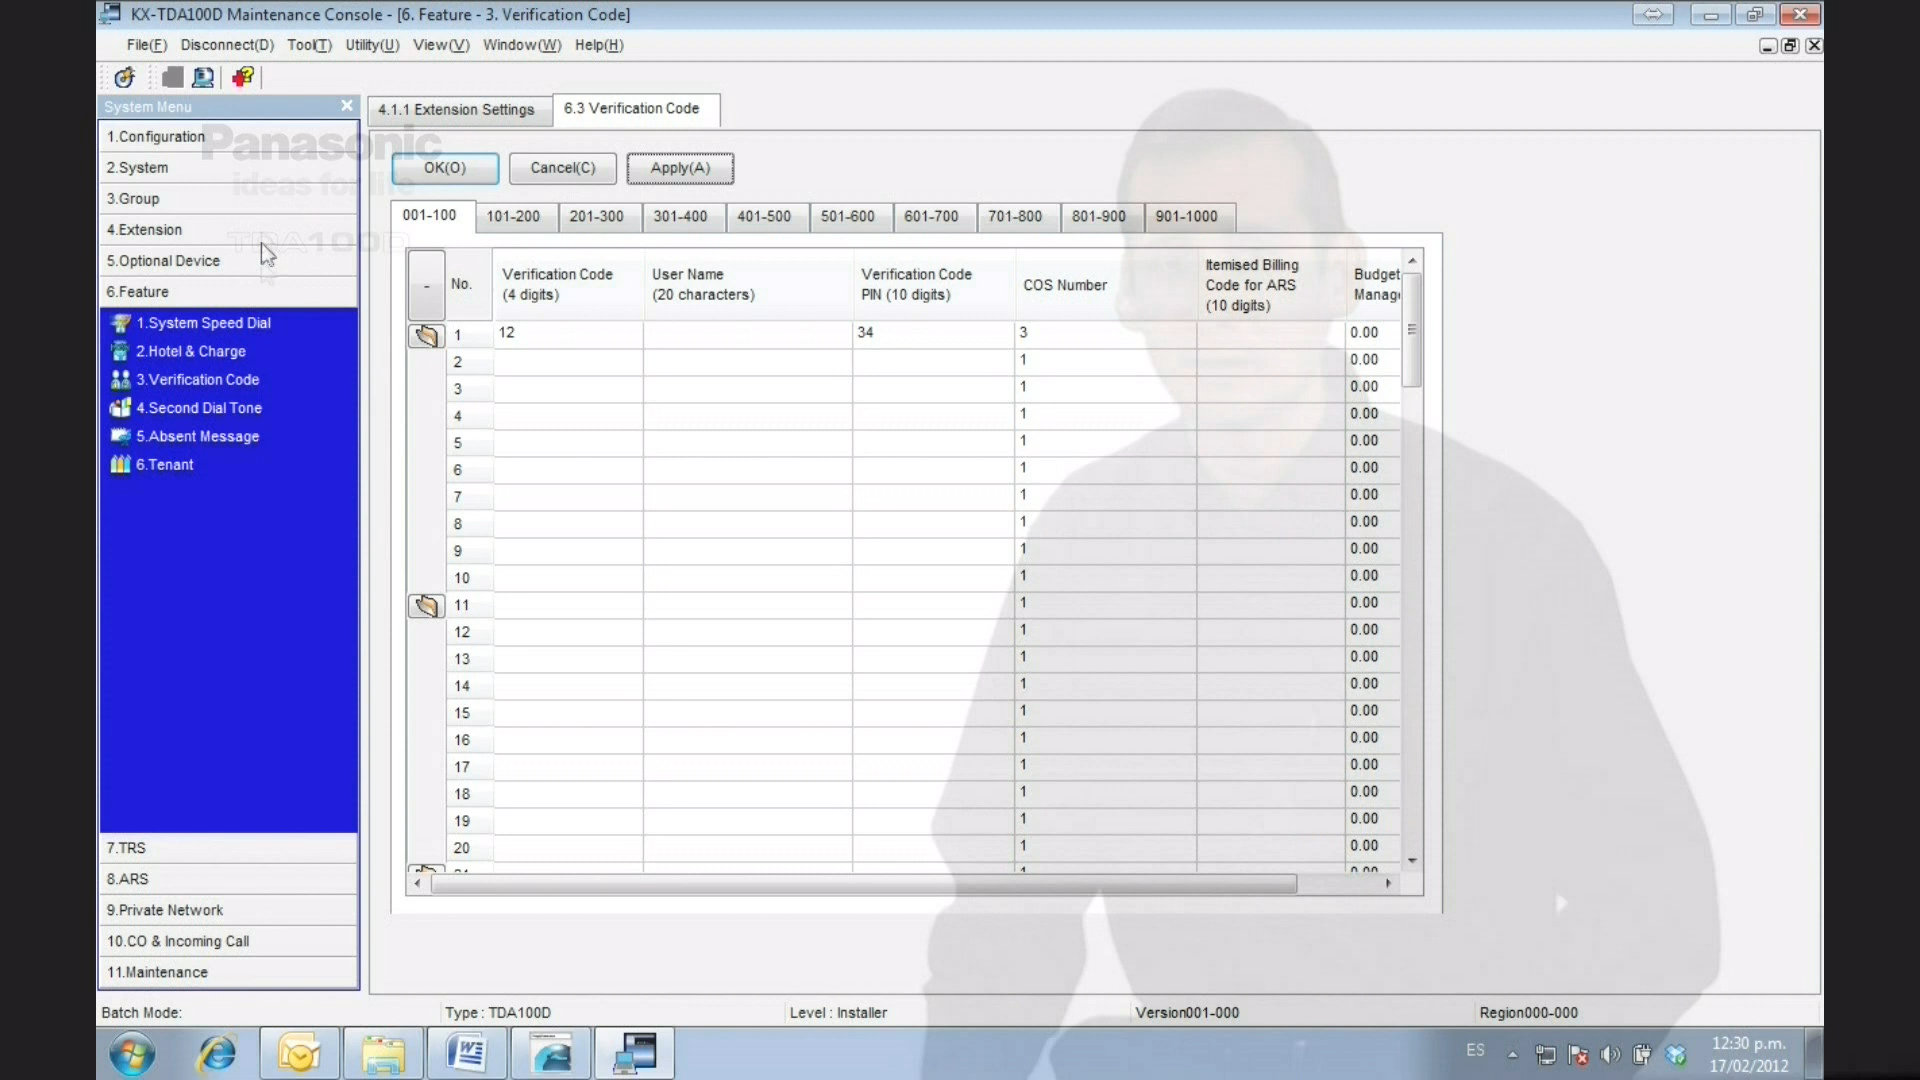 KX-TDA100D Maintenance Console - [6. Feature - 3. Verification Code]
File(F) Disconnect(D) Tool(T) Utility(U) View(V) Window(W) Help(H)
System Menu
4.1.1 Extension Settings
6.3 Verification Code
1.Configuration
2.System
3.Group
4.Extension
5.Optional Device
6.Feature
1.System Speed Dial
2.Hotel & Charge
3.Verification Code
4.Second Dial Tone
5.Absent Message
6.Tenant
7.TRS
8.ARS
9.Private Network
10.CO & Incoming Call
11.Maintenance
Panasonic
ideas for life
TDA100D
OK(O) Cancel(C) Apply(A)
001-100 101-200 201-300 301-400 401-500 501-600 601-700 701-800 801-900 901-1000
- No. Verification Code (4 digits) User Name (20 characters) Verification Code PIN (10 digits) COS Number Itemised Billing Code for ARS (10 digits) Budget
1 12 34 3 0.00
2 1 0.00
3 1 0.00
4 1 0.00
5 1 0.00
6 1 0.00
7 1 0.00
8 1 0.00
9 1 0.00
10 1 0.00
11 1 0.00
12 1 0.00
13 1 0.00
14 1 0.00
15 1 0.00
16 1 0.00
17 1 0.00
18 1 0.00
19 1 0.00
20 1 0.00
Batch Mode: Type : TDA100D Level : Installer Version001-000 Region000-000
ES
12:30 p.m.
17/02/2012